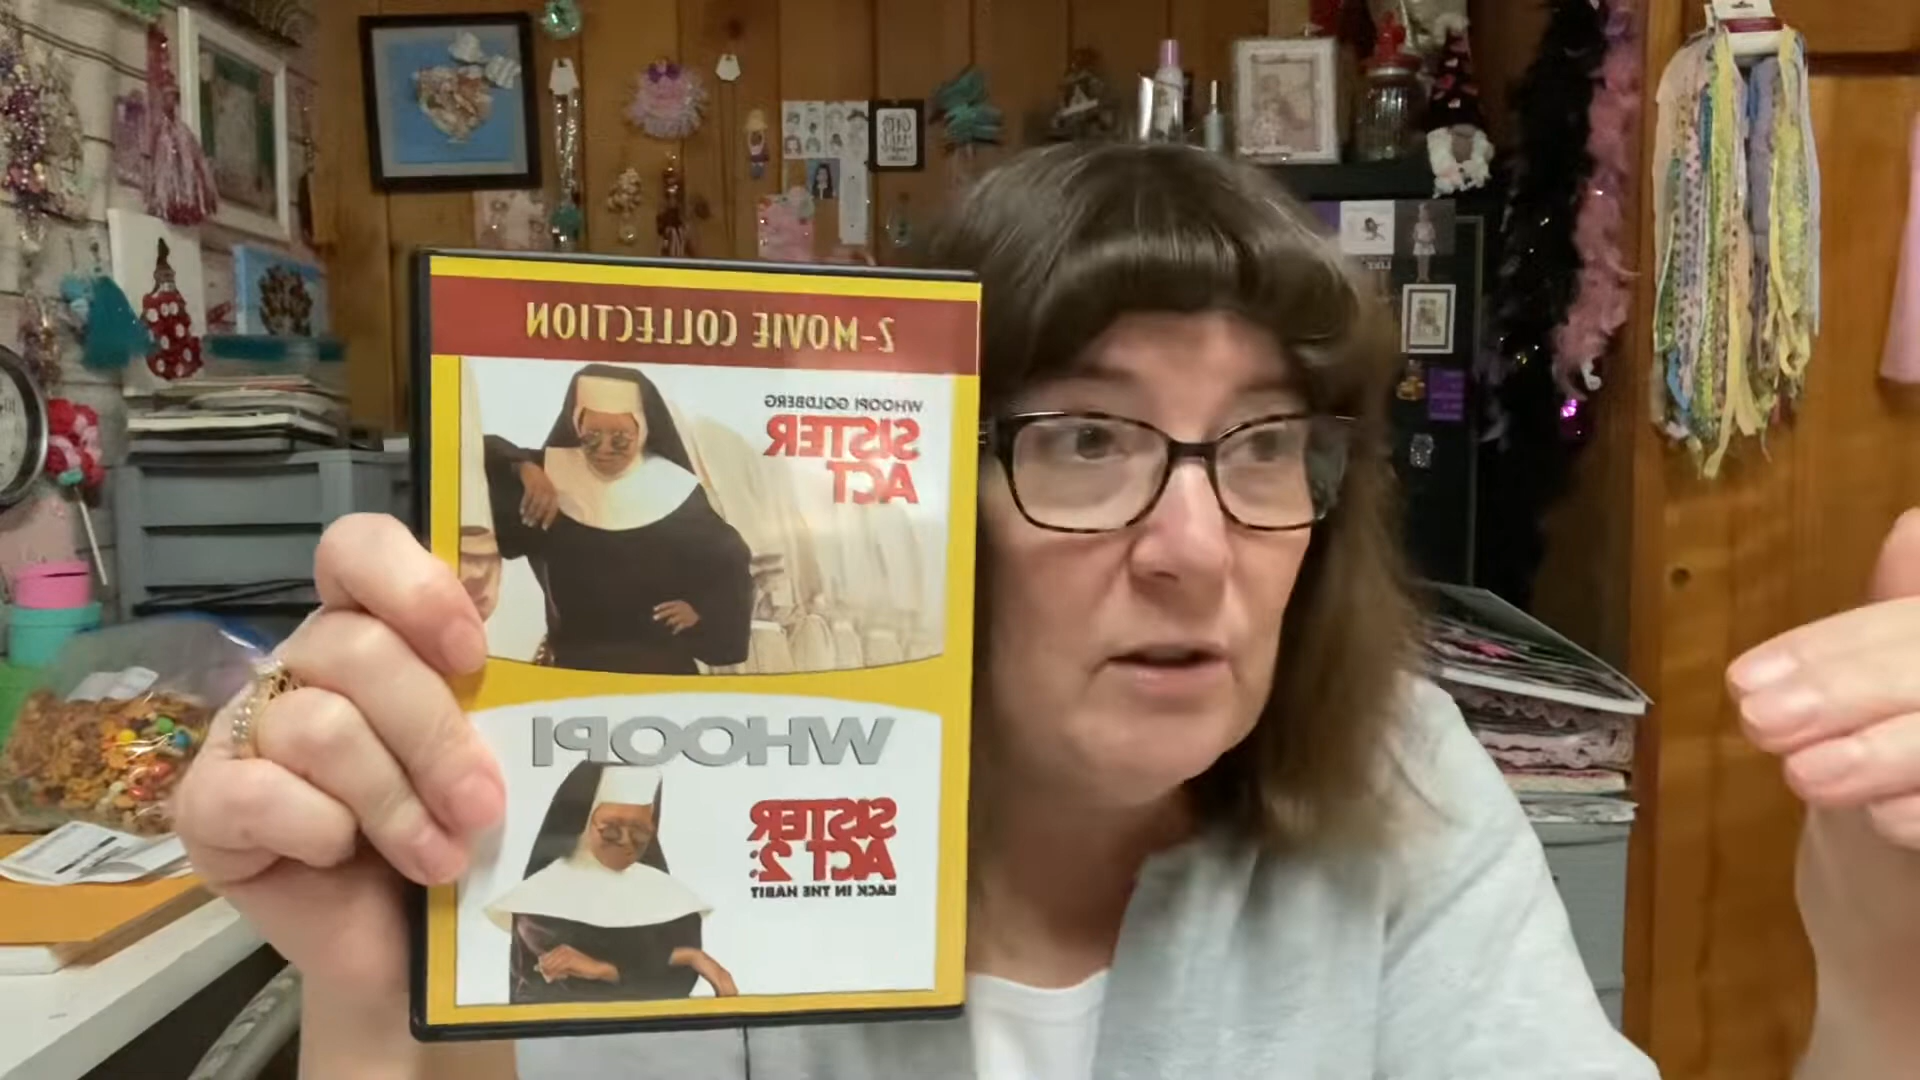 2-MOVIE COLLECTION
WHOOPI GOLDBERG
SISTER
ACT
WHOOPI
SISTER
ACT 2:
BACK IN THE HABIT